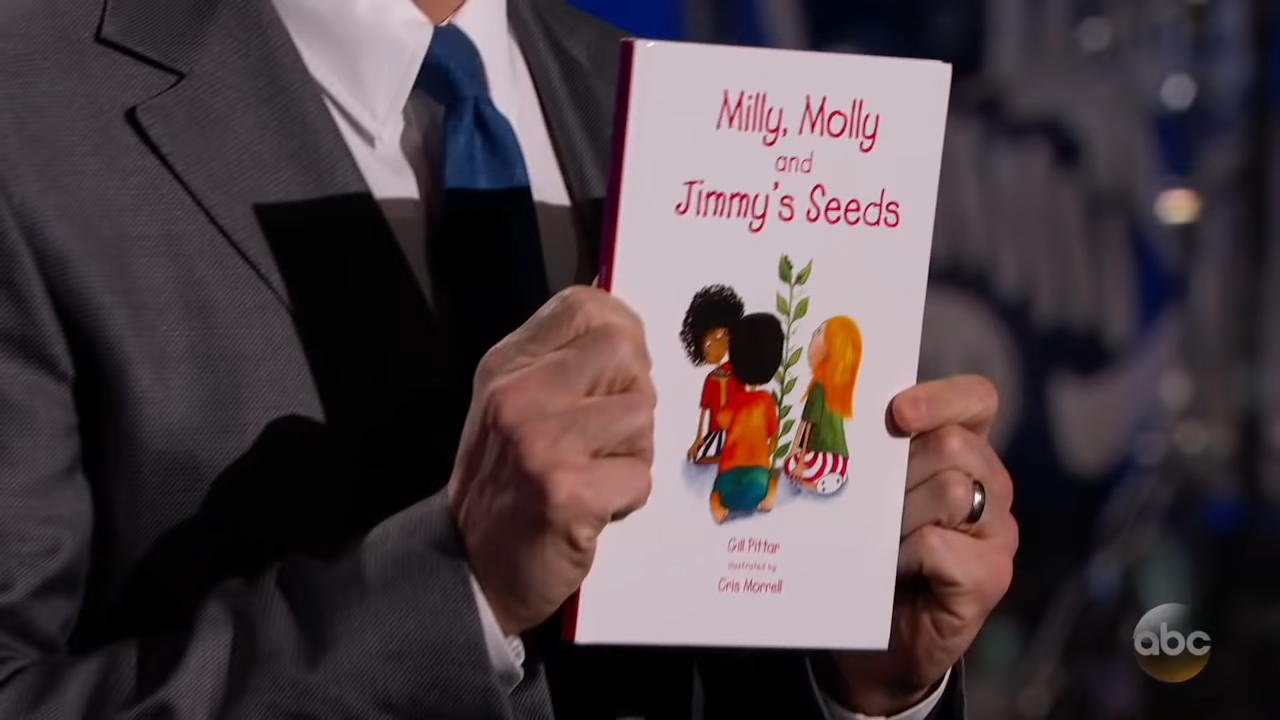 Milly, Molly
and
Jimmy's Seeds
Gill Pittar
illustrated by
Cris Morrell
abc